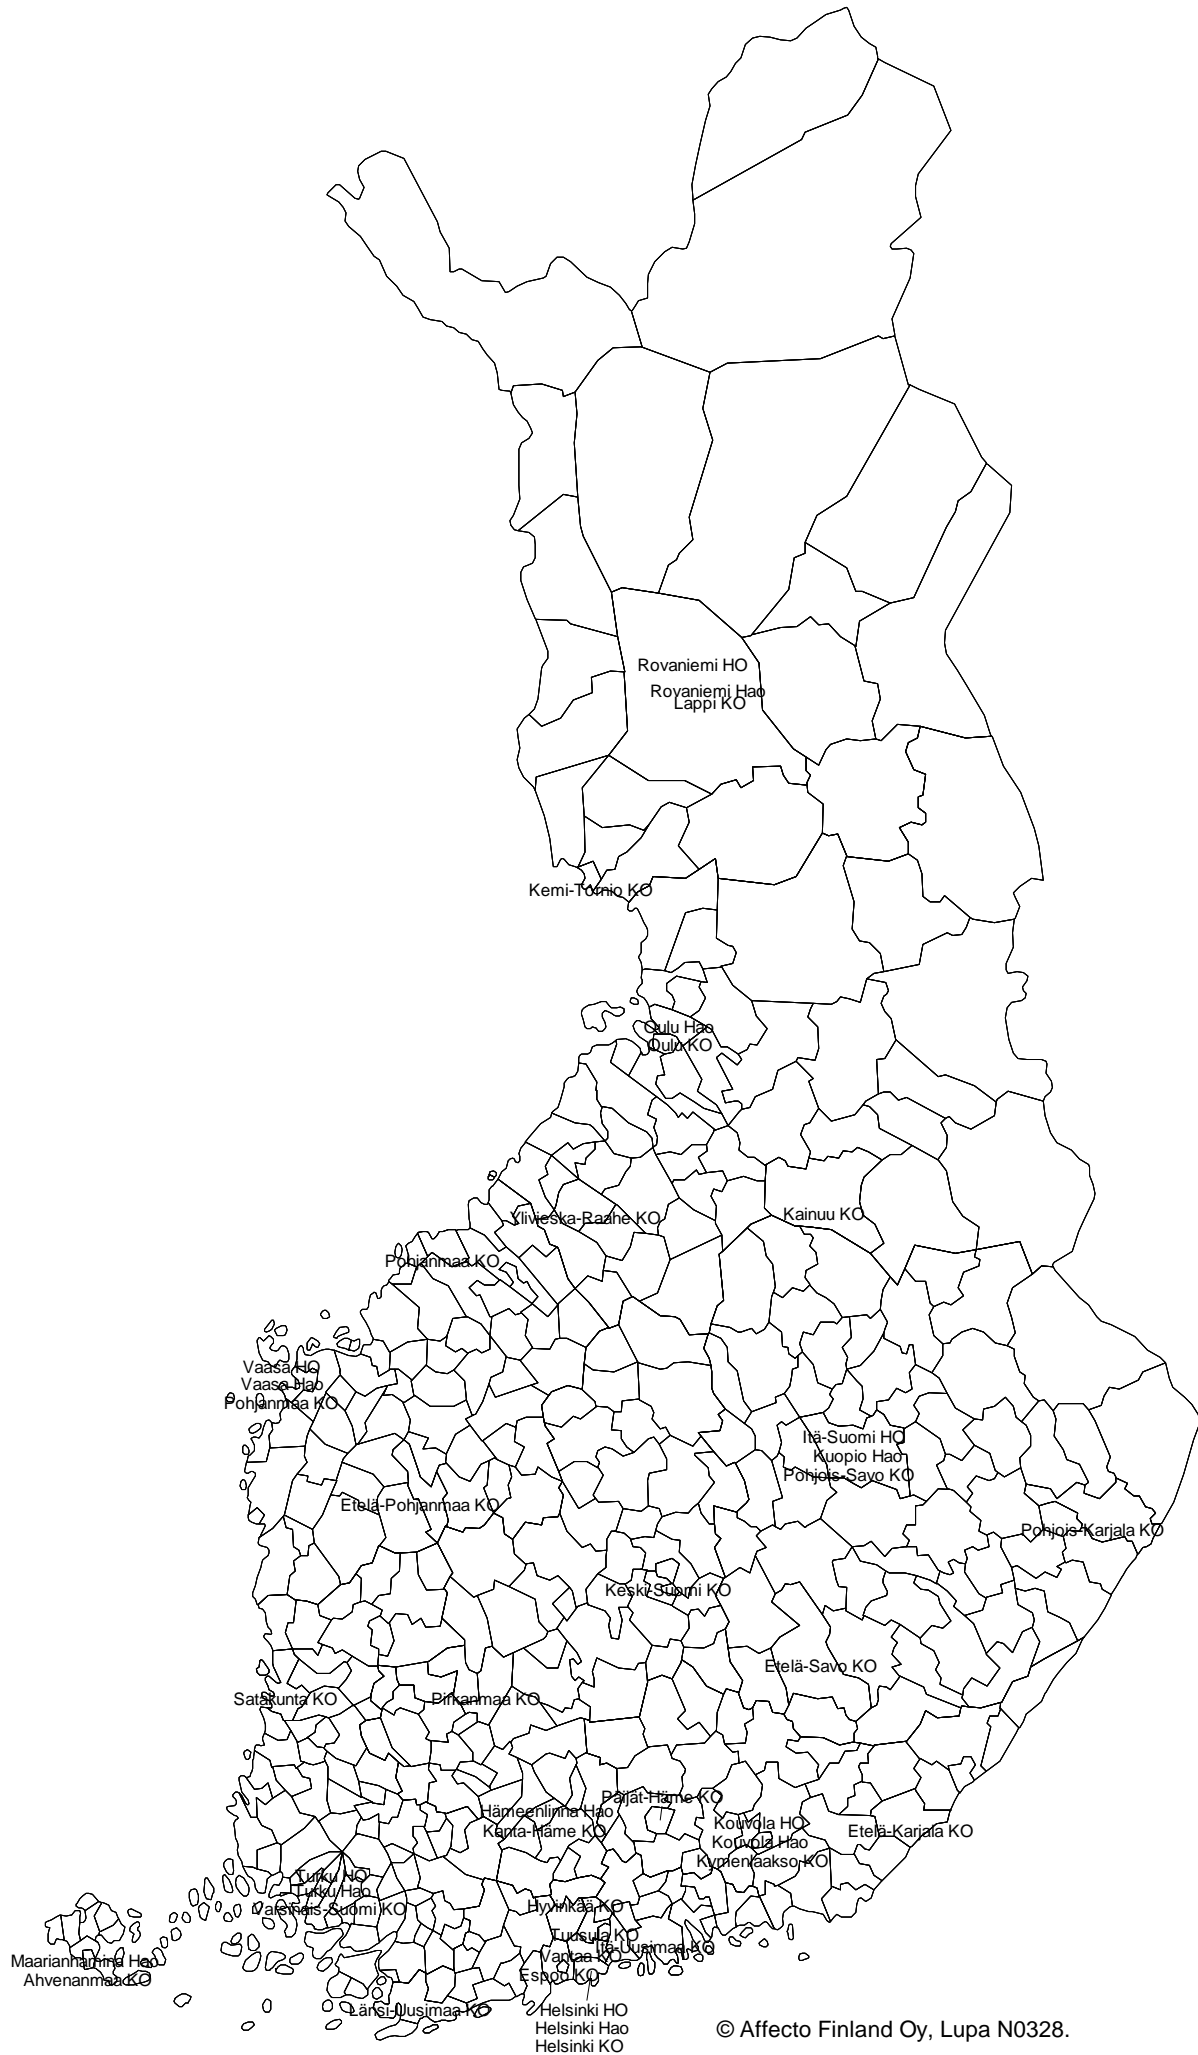 Rovaniemi HO
Rovaniemi Hao
Lappi KO
Kemi-Tornio KO
Oulu Hao
Oulu KO
Kainuu KO
Ylivieska-Raahe KO
Pohjanmaa KO
Vaasa HO
Vaasa Hao
Pohjanmaa KO
Itä-Suomi HO
Kuopio Hao
Pohjois-Savo KO
Etelä-Pohjanmaa KO
Pohjois-Karjala KO
Keski-Suomi KO
Etelä-Savo KO
Satakunta KO
Pirkanmaa KO
Päijät-Häme KO
Hämeenlinna Hao
Kanta-Häme KO
Kouvola HO
Kouvola Hao
Kymenlaakso KO
Etelä-Karjala KO
Turku HO
Turku Hao
Varsinais-Suomi KO
Hyvinkää KO
Tuusula KO
Itä-Uusimaa KO
Vantaa KO
Espoo KO
Maarianhamina Hao
Ahvenanmaa KO
Länsi-Uusimaa KO
Helsinki HO
Helsinki Hao
Helsinki KO
© Affecto Finland Oy, Lupa N0328.